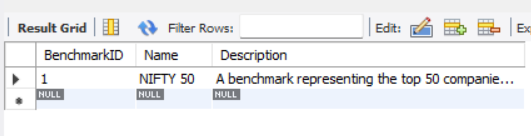 Result Grid Filter Rows: Edit: Ex
BenchmarkID Name Description
1 NIFTY 50 A benchmark representing the top 50 companie...
NULL NULL NULL